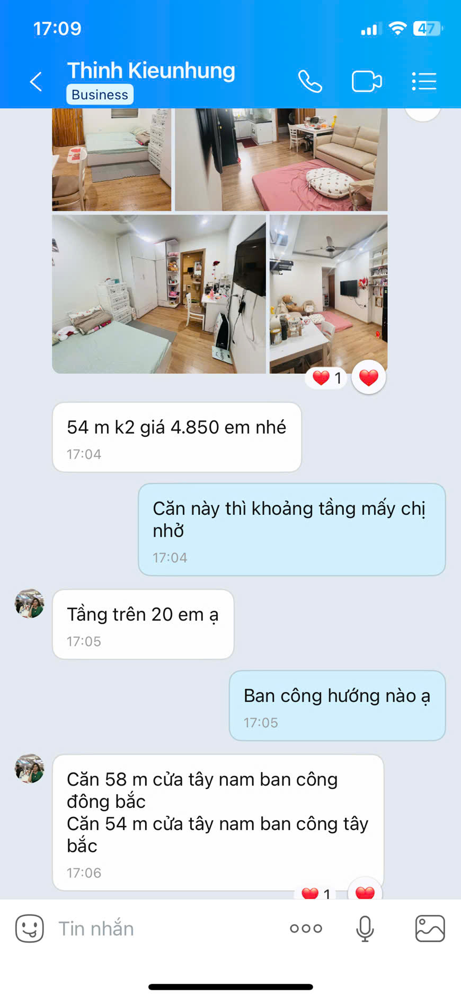 17:09
47
Thinh Kieunhung
Business
1
54 m k2 giá 4.850 em nhé
17:04
Căn này thì khoảng tầng mấy chị
nhở
17:04
Tầng trên 20 em ạ
17:05
Ban công hướng nào ạ
17:05
Căn 58 m cửa tây nam ban công
đông bắc
Căn 54 m cửa tây nam ban công tây
bắc
17:06
1
Tin nhắn